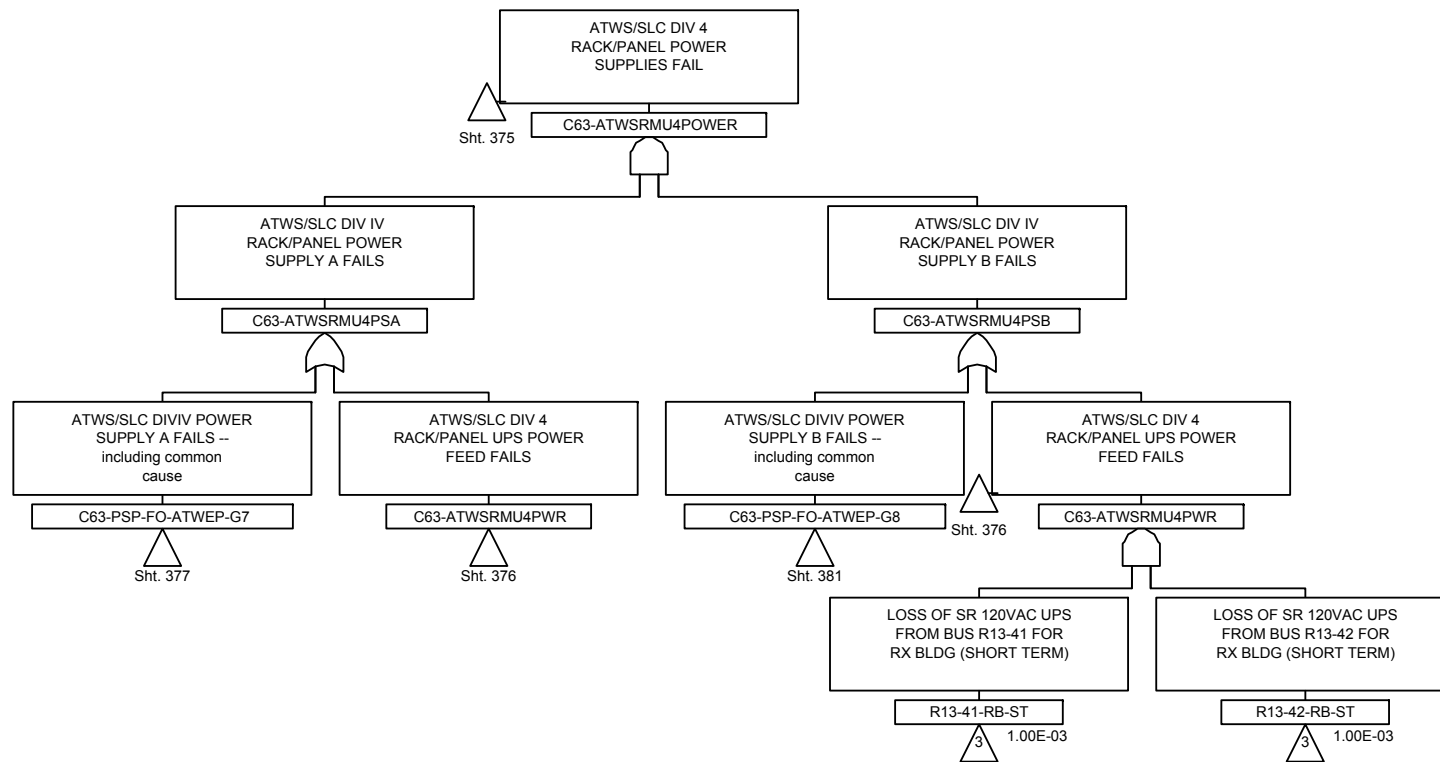 ATWS/SLC DIV 4
RACK/PANEL POWER
SUPPLIES FAIL
Sht. 375
C63-ATWSRMU4POWER
ATWS/SLC DIV IV
RACK/PANEL POWER
SUPPLY A FAILS
C63-ATWSRMU4PSA
ATWS/SLC DIV IV
RACK/PANEL POWER
SUPPLY B FAILS
C63-ATWSRMU4PSB
ATWS/SLC DIVIV POWER
SUPPLY A FAILS --
including common
cause
C63-PSP-FO-ATWEP-G7
Sht. 377
ATWS/SLC DIV 4
RACK/PANEL UPS POWER
FEED FAILS
C63-ATWSRMU4PWR
Sht. 376
ATWS/SLC DIVIV POWER
SUPPLY B FAILS --
including common
cause
C63-PSP-FO-ATWEP-G8
Sht. 381
ATWS/SLC DIV 4
RACK/PANEL UPS POWER
FEED FAILS
Sht. 376
C63-ATWSRMU4PWR
LOSS OF SR 120VAC UPS
FROM BUS R13-41 FOR
RX BLDG (SHORT TERM)
R13-41-RB-ST
3
1.00E-03
LOSS OF SR 120VAC UPS
FROM BUS R13-42 FOR
RX BLDG (SHORT TERM)
R13-42-RB-ST
3
1.00E-03